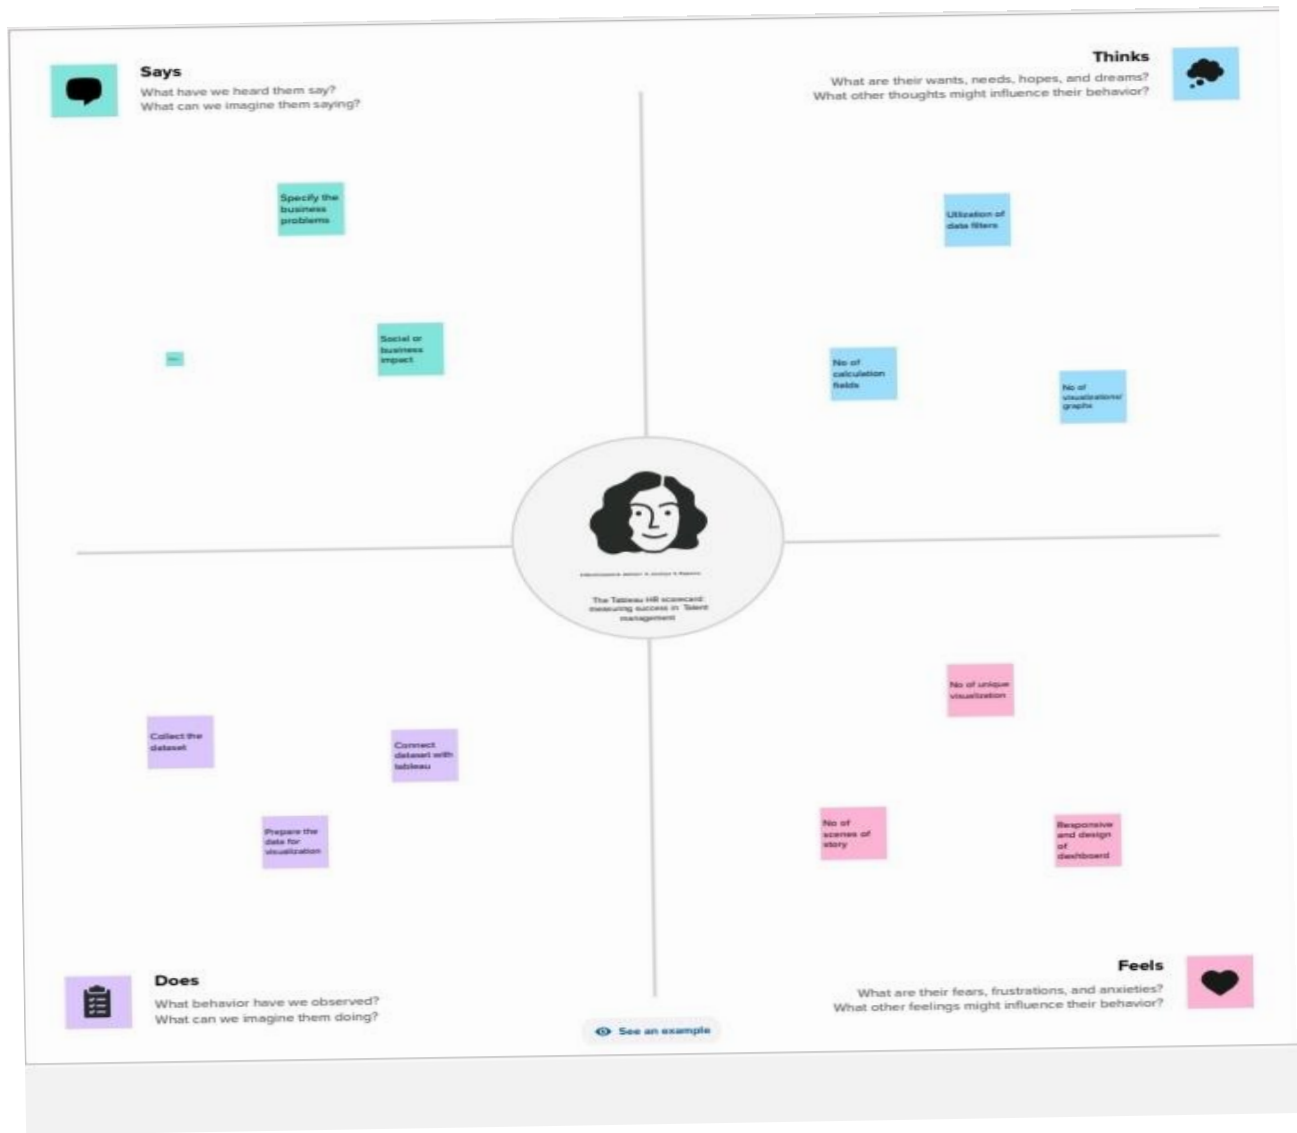 Says
What have we heard them say?
What can we imagine them saying?
Thinks
What are their wants, needs, hopes, and dreams?
What other thoughts might influence their behavior?
Specify the
business
problems
Social or
business
impact
Utilization of
data filters
No of
calculation
fields
No of
visualizations/
graphs
The Tableau HR scorecard:
measuring success in Talent
management
Collect the
dataset
Connect
dataset with
tableau
Prepare the
data for
visualization
No of unique
visualization
No of
scenes of
story
Responsive
and design
of
dashboard
Does
What behavior have we observed?
What can we imagine them doing?
Feels
What are their fears, frustrations, and anxieties?
What other feelings might influence their behavior?
See an example